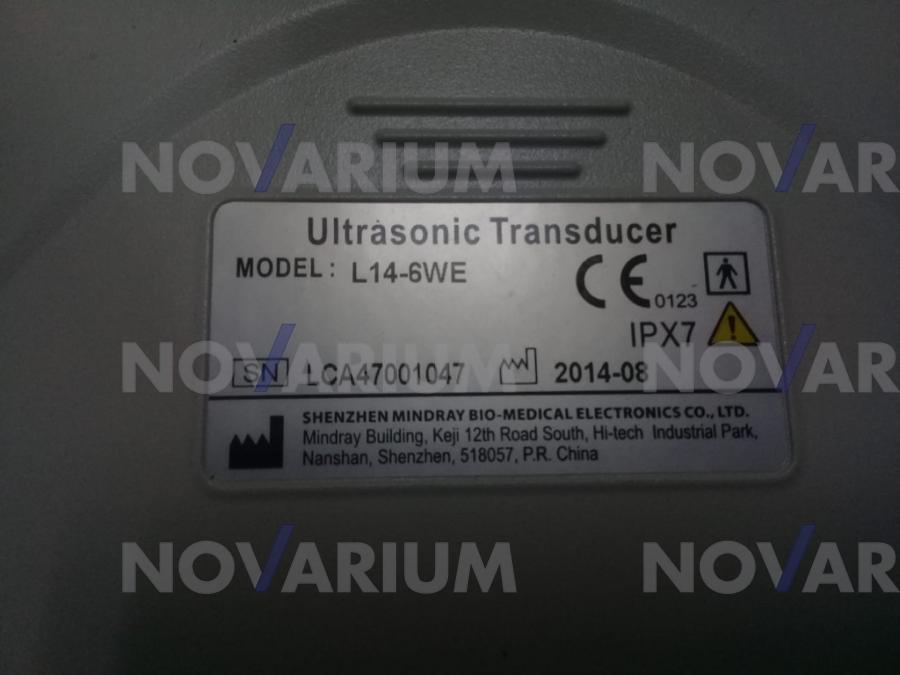 NOVARIUM
NOVAR
Ultrasonic Transducer
MODEL: L14-6WE
CE 0123
IPX7
NOVARIUM
NOVAR
SN LCA47001047 2014-08
SHENZHEN MINDRAY BIO-MEDICAL ELECTRONICS CO., LTD.
Mindray Building, Keji 12th Road South, Hi-tech Industrial Park,
Nanshan, Shenzhen, 518057, P.R. China
NOVARIUM
NOVAR